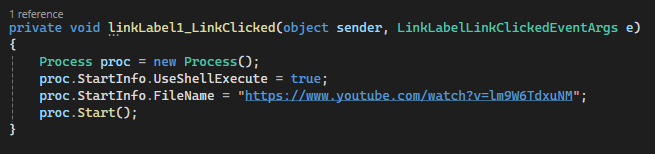 1 reference
private void linkLabel1_LinkClicked(object sender, LinkLabelLinkClickedEventArgs e)
{
Process proc = new Process();
proc.StartInfo.UseShellExecute = true;
proc.StartInfo.FileName = "https://www.youtube.com/watch?v=lm9W6TdxuNM";
proc.Start();
}